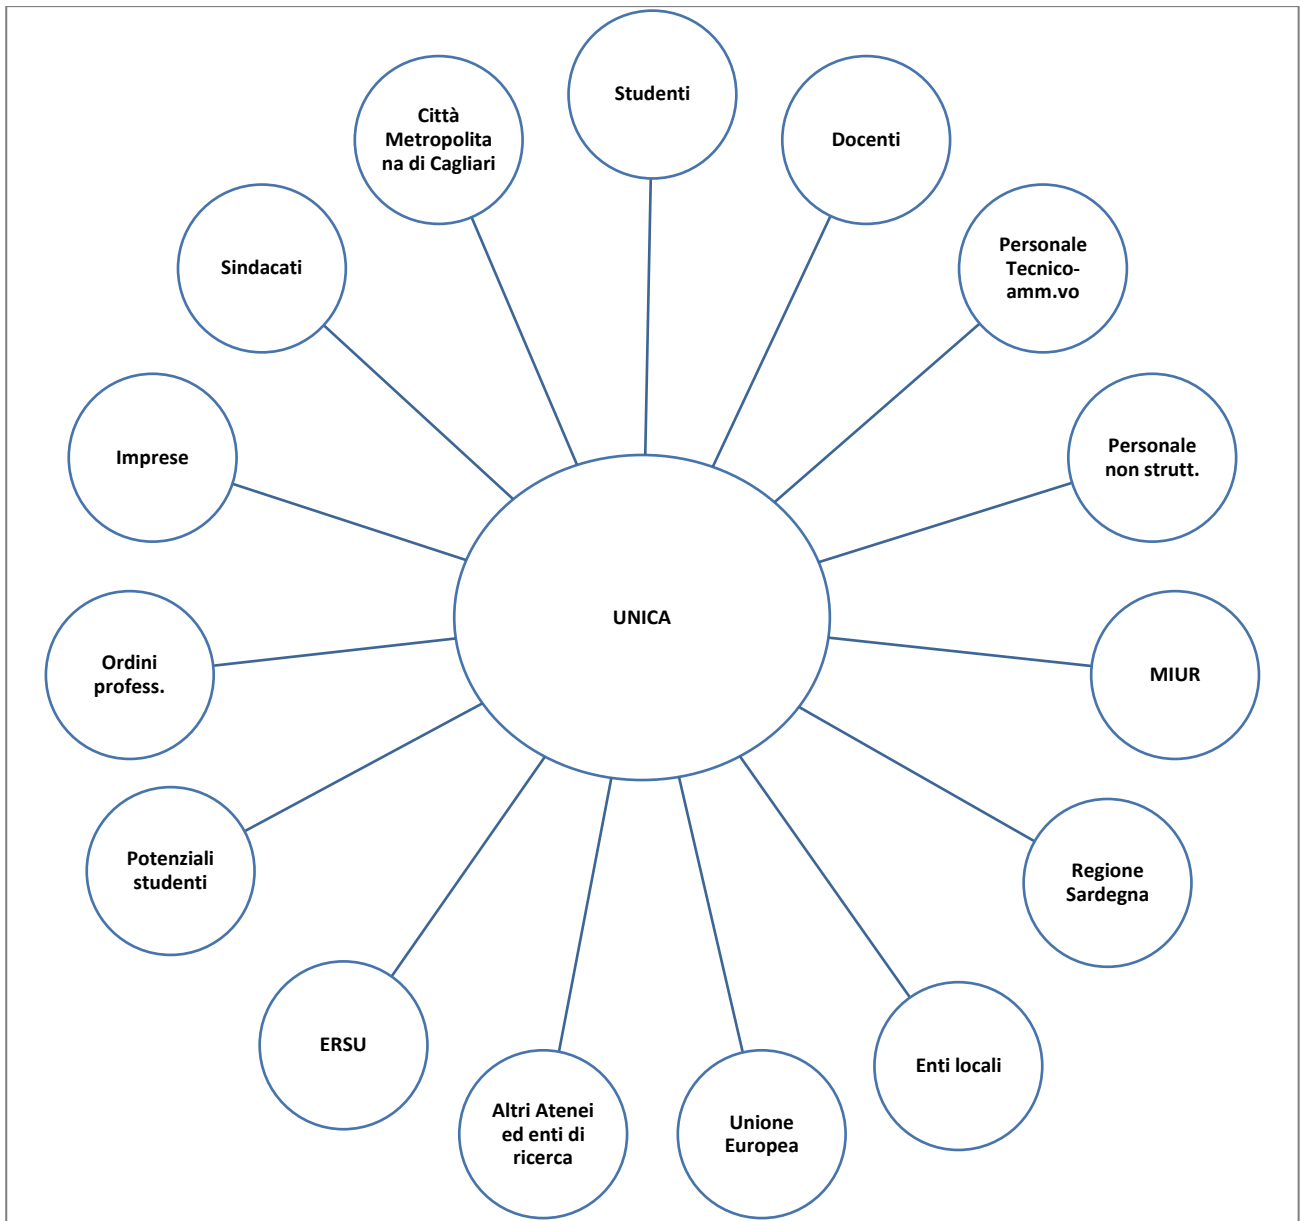 Studenti
Docenti
Personale
Tecnico-
amm.vo
Personale
non strutt.
MIUR
Regione
Sardegna
Enti locali
Unione
Europea
Altri Atenei
ed enti di
ricerca
ERSU
Potenziali
studenti
Ordini
profess.
Imprese
Sindacati
Città
Metropolita
na di Cagliari
UNICA